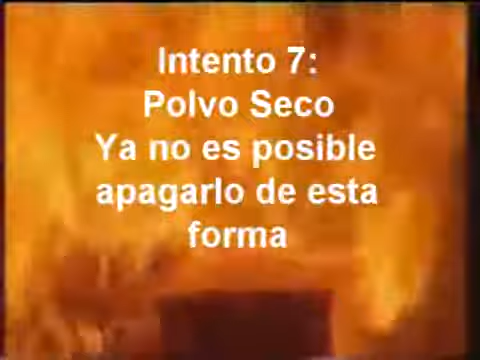 Intento 7:
Polvo Seco
Ya no es posible
apagarlo de esta
forma